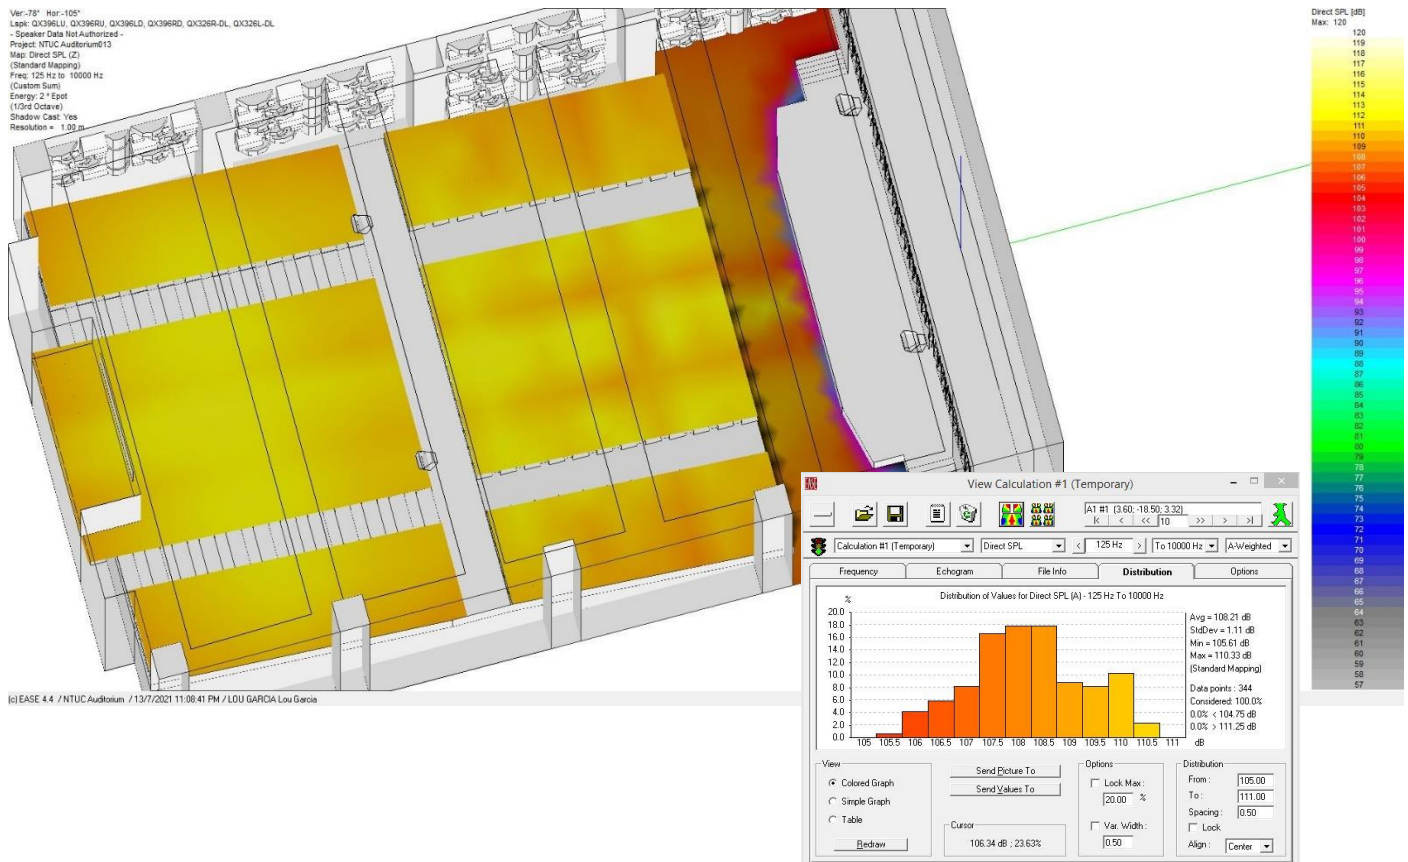 Ver:-78° Hor:-105°
Lspk: QX396LU, QX396RU, QX396LD, QX396RD, QX326R-DL, QX326L-DL
- Speaker Data Not Authorized -
Project: NTUC Auditorium013
Map: Direct SPL (Z)
(Standard Mapping)
Freq: 125 Hz to 10000 Hz
(Custom Sum)
Energy: 2 * Epot
(1/3rd Octave)
Shadow Cast: Yes
Resolution = 1.00 m
Direct SPL [dB]
Max: 120
120
119
118
117
116
115
114
113
112
111
110
109
108
107
106
105
104
103
102
101
100
99
98
97
96
95
94
93
92
91
90
89
88
87
86
85
84
83
82
81
80
79
78
77
76
75
74
73
72
71
70
69
68
67
66
65
64
63
62
61
60
59
58
57
(c) EASE 4.4 / NTUC Auditorium / 13/7/2021 11:08:41 PM / LOU GARCIA Lou Garcia
EASE
View Calculation #1 (Temporary)
A1 #1 (3.60; -18.50; 3.32)
K < << 10 >> > >I
Calculation #1 (Temporary) Direct SPL < 125 Hz > To 10000 Hz A-Weighted
Frequency Echogram File Info Distribution Options
Distribution of Values for Direct SPL (A) - 125 Hz To 10000 Hz
%
20.0
18.0
16.0
14.0
12.0
10.0
8.0
6.0
4.0
2.0
0.0
105 105.5 106 106.5 107 107.5 108 108.5 109 109.5 110 110.5 111 dB
Avg = 108.21 dB
StdDev = 1.11 dB
Min = 105.61 dB
Max = 110.33 dB
(Standard Mapping)
Data points : 344
Considered: 100.0%
0.0% < 104.75 dB
0.0% > 111.25 dB
View
Colored Graph
Simple Graph
Table
Redraw
Send Picture To
Send Values To
Cursor
106.34 dB ; 23.63%
Options
Lock Max :
20.00 %
Var. Width :
0.50
Distribution
From : 105.00
To : 111.00
Spacing : 0.50
Lock
Align : Center